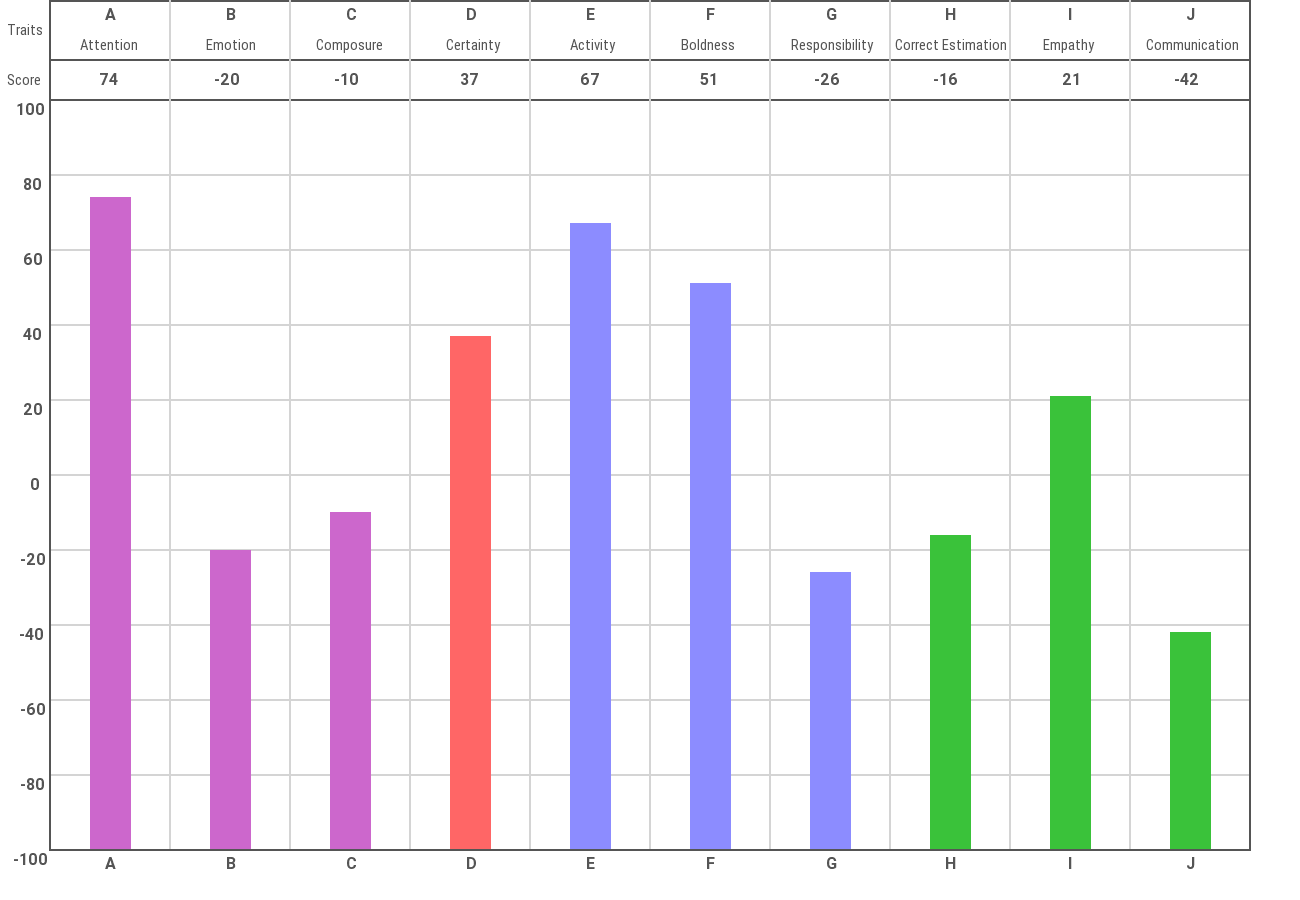 A B C D E F G H I J
Traits
Attention Emotion Composure Certainty Activity Boldness Responsibility Correct Estimation Empathy Communication
Score 74 -20 -10 37 67 51 -26 -16 21 -42
100
80
60
40
20
0
-20
-40
-60
-80
-100
A B C D E F G H I J